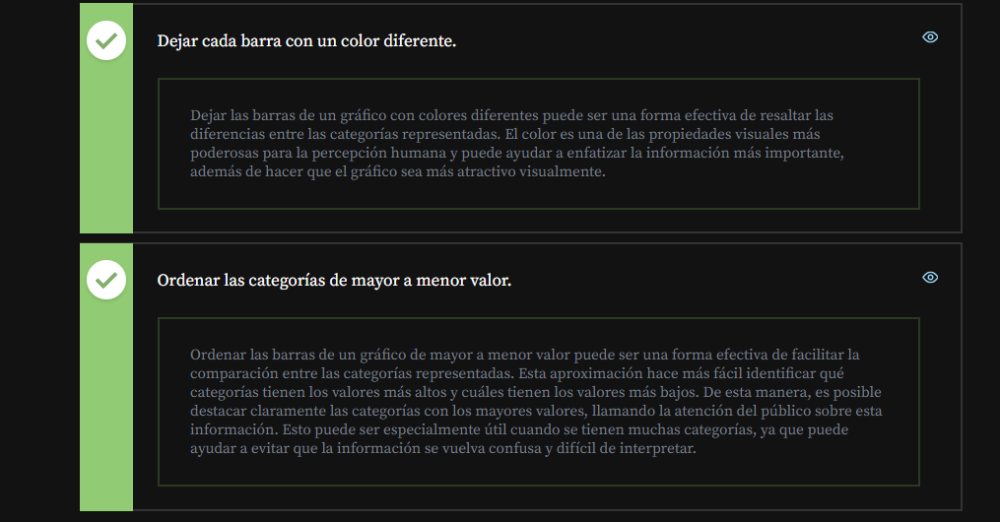 Dejar cada barra con un color diferente.
Dejar las barras de un gráfico con colores diferentes puede ser una forma efectiva de resaltar las
diferencias entre las categorías representadas. El color es una de las propiedades visuales más
poderosas para la percepción humana y puede ayudar a enfatizar la información más importante,
además de hacer que el gráfico sea más atractivo visualmente.
Ordenar las categorías de mayor a menor valor.
Ordenar las barras de un gráfico de mayor a menor valor puede ser una forma efectiva de facilitar la
comparación entre las categorías representadas. Esta aproximación hace más fácil identificar qué
categorías tienen los valores más altos y cuáles tienen los valores más bajos. De esta manera, es posible
destacar claramente las categorías con los mayores valores, llamando la atención del público sobre esta
información. Esto puede ser especialmente útil cuando se tienen muchas categorías, ya que puede
ayudar a evitar que la información se vuelva confusa y difícil de interpretar.